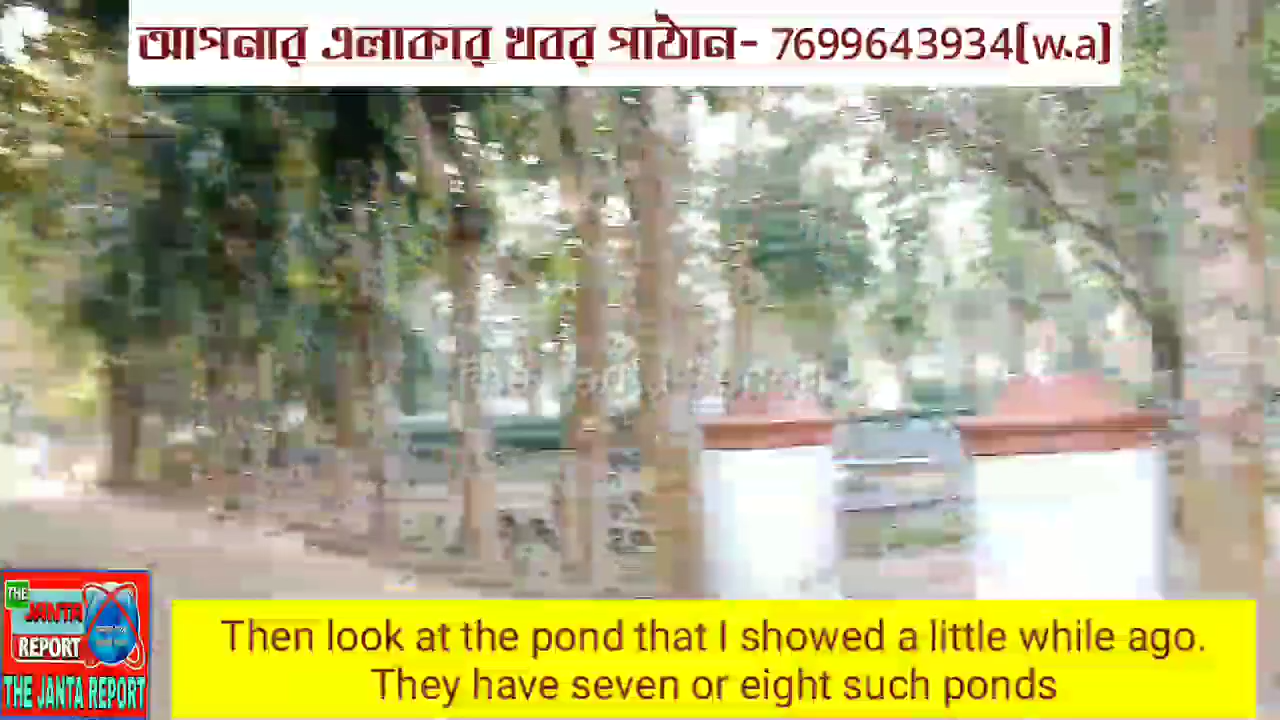 আপনার এলাকার খবর পাঠান- 7699643934(w.a)
THE
JANTA
REPORT
THE JANTA REPORT
Then look at the pond that I showed a little while ago.
They have seven or eight such ponds